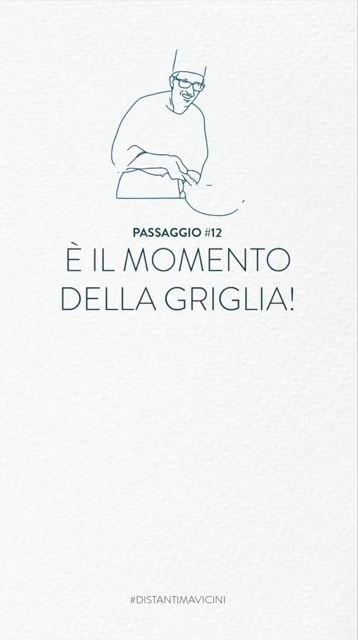 PASSAGGIO #12
È IL MOMENTO
DELLA GRIGLIA!
#DISTANTIMAVICINI